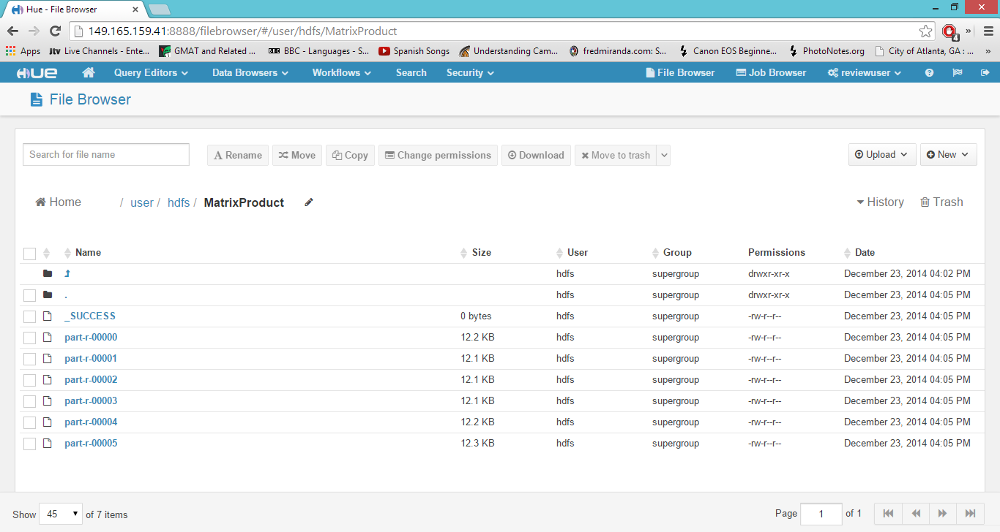 Hue - File Browser
149.165.159.41:8888/filebrowser/#/user/hdfs/MatrixProduct
4 »
Apps jtv Live Channels - Ente... GMAT and Related ... BBC BBC - Languages - S... Spanish Songs Understanding Cam... fredmiranda.com: S... Canon EOS Beginne... PhotoNotes.org City of Atlanta, GA : ... »
HUE Query Editors Data Browsers Workflows Search Security File Browser Job Browser reviewuser
File Browser
Search for file name Rename Move Copy Change permissions Download Move to trash Upload New
Home / user / hdfs / MatrixProduct History Trash
Name Size User Group Permissions Date
hdfs supergroup drwxr-xr-x December 23, 2014 04:02 PM
. hdfs supergroup drwxr-xr-x December 23, 2014 04:05 PM
_SUCCESS 0 bytes hdfs supergroup -rw-r--r-- December 23, 2014 04:05 PM
part-r-00000 12.2 KB hdfs supergroup -rw-r--r-- December 23, 2014 04:05 PM
part-r-00001 12.1 KB hdfs supergroup -rw-r--r-- December 23, 2014 04:05 PM
part-r-00002 12.1 KB hdfs supergroup -rw-r--r-- December 23, 2014 04:05 PM
part-r-00003 12.1 KB hdfs supergroup -rw-r--r-- December 23, 2014 04:05 PM
part-r-00004 12.2 KB hdfs supergroup -rw-r--r-- December 23, 2014 04:05 PM
part-r-00005 12.3 KB hdfs supergroup -rw-r--r-- December 23, 2014 04:05 PM
Show 45 of 7 items Page 1 of 1